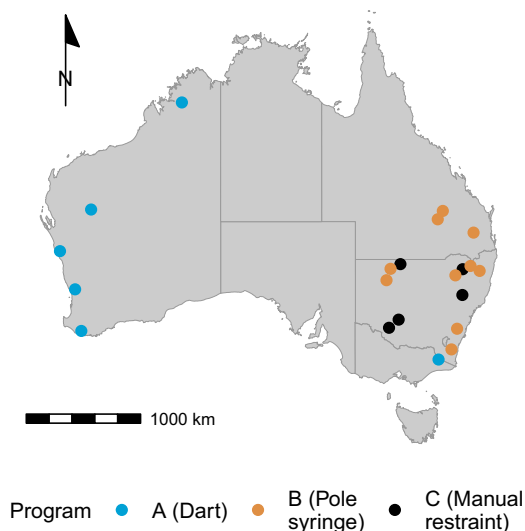 N
1000 km
Program
A (Dart)
B (Pole
syringe)
C (Manual
restraint)